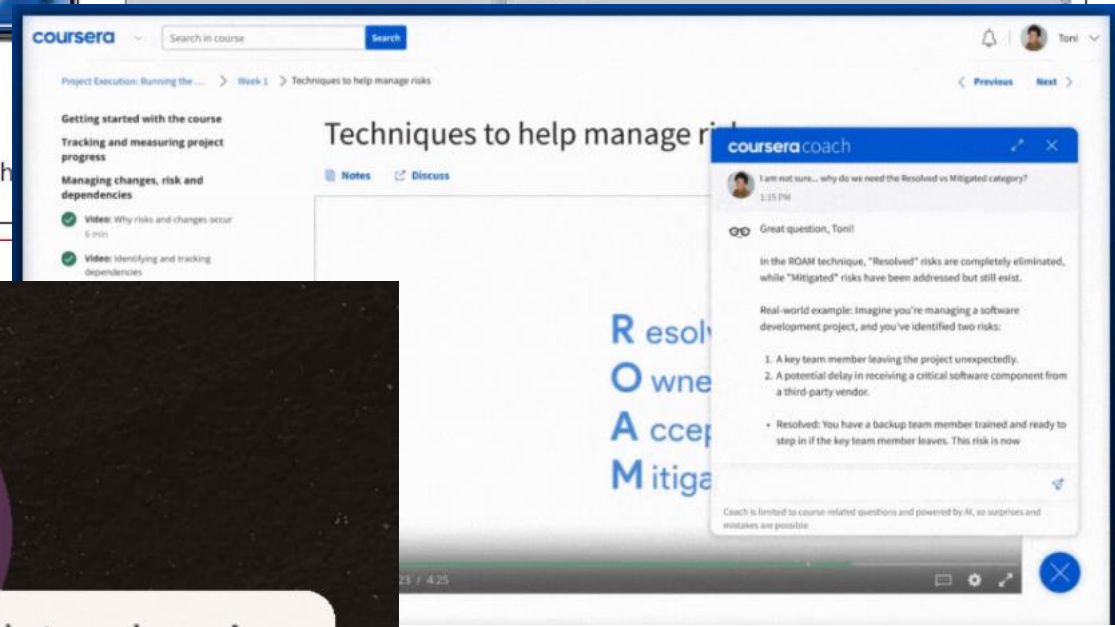 coursera
Search in course
Search
Toni
Project Execution: Running the ... > Week 1 > Techniques to help manage risks
< Previous Next >
Getting started with the course
Tracking and measuring project
progress
Managing changes, risk and
dependencies
Video: Why risks and changes occur
6 min
Video: Identifying and tracking
dependencies
Techniques to help manage
Notes
Discuss
R esol
O wne
A ccep
M itiga
/ 4:25
coursera coach
I am not sure... why do we need the Resolved vs Mitigated category?
1:15 PM
Great question, Toni!
In the ROAM technique, "Resolved" risks are completely eliminated,
while "Mitigated" risks have been addressed but still exist.
Real-world example: Imagine you're managing a software
development project, and you've identified two risks:
1. A key team member leaving the project unexpectedly.
2. A potential delay in receiving a critical software component from
a third-party vendor.
• Resolved: You have a backup team member trained and ready to
step in if the key team member leaves. This risk is now
Coach is limited to course-related questions and powered by AI, so surprises and
mistakes are possible